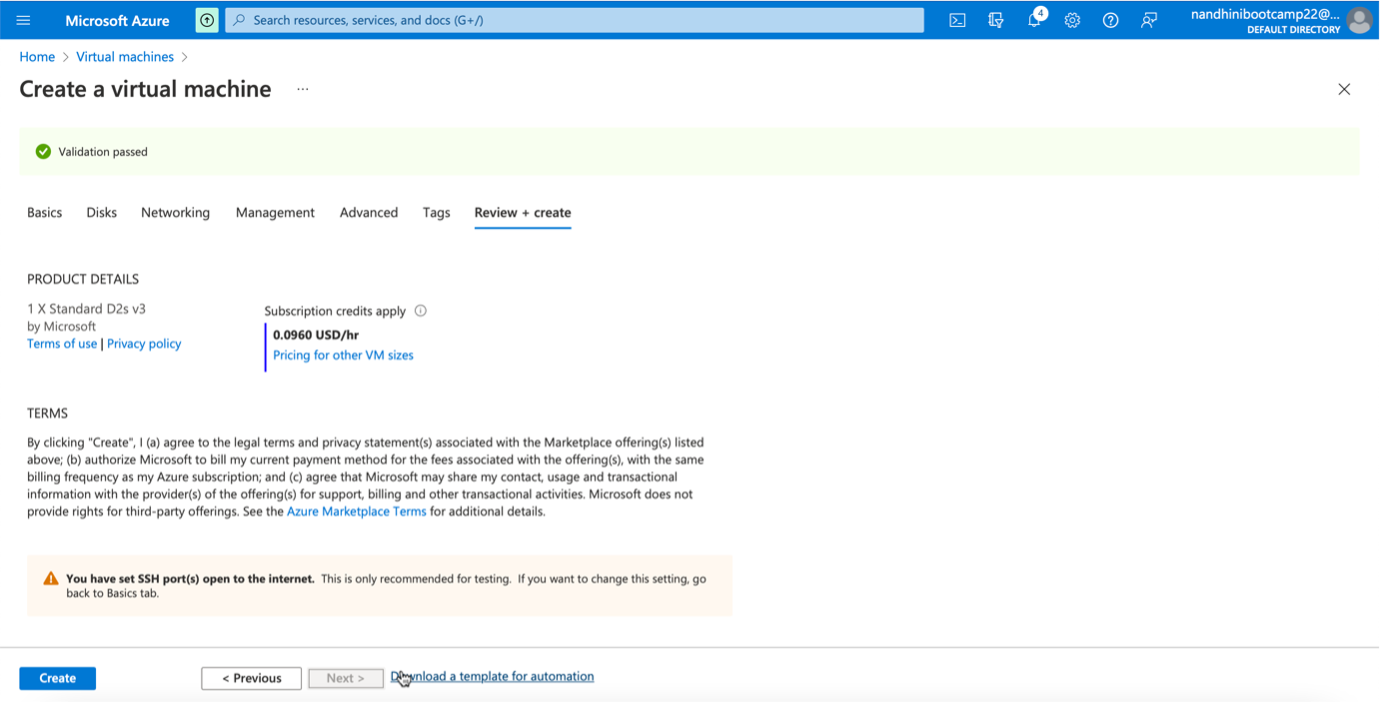 Microsoft Azure
Search resources, services, and docs (G+/)
4
nandhinibootcamp22@...
DEFAULT DIRECTORY
Home > Virtual machines >
Create a virtual machine ...
Validation passed
Basics Disks Networking Management Advanced Tags Review + create
PRODUCT DETAILS
1 X Standard D2s v3
by Microsoft
Terms of use | Privacy policy
Subscription credits apply
0.0960 USD/hr
Pricing for other VM sizes
TERMS
By clicking "Create", I (a) agree to the legal terms and privacy statement(s) associated with the Marketplace offering(s) listed
above; (b) authorize Microsoft to bill my current payment method for the fees associated with the offering(s), with the same
billing frequency as my Azure subscription; and (c) agree that Microsoft may share my contact, usage and transactional
information with the provider(s) of the offering(s) for support, billing and other transactional activities. Microsoft does not
provide rights for third-party offerings. See the Azure Marketplace Terms for additional details.
You have set SSH port(s) open to the internet. This is only recommended for testing. If you want to change this setting, go
back to Basics tab.
Create < Previous Next > Download a template for automation